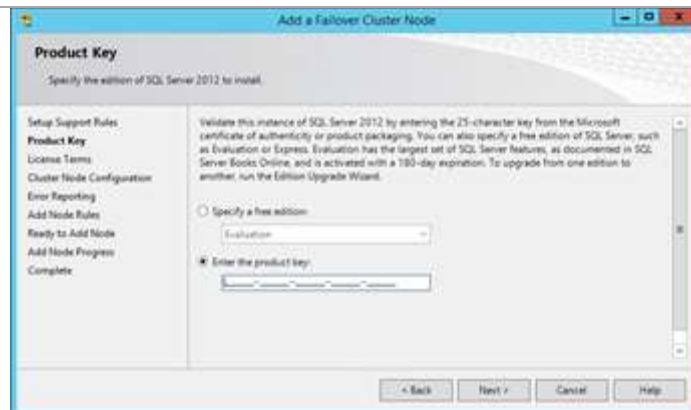 Add a Failover Cluster Node
Product Key
Specify the edition of SQL Server 2012 to install.
Setup Support Rules
Product Key
License Terms
Cluster Node Configuration
Error Reporting
Add Node Rules
Ready to Add Node
Add Node Progress
Complete
Validate this instance of SQL Server 2012 by entering the 25-character key from the Microsoft
certificate of authenticity or product packaging. You can also specify a free edition of SQL Server, such
as Evaluation or Express. Evaluation has the largest set of SQL Server features, as documented in SQL
Server Books Online, and is activated with a 180-day expiration. To upgrade from one edition to
another, run the Edition Upgrade Wizard.
Specify a free edition:
Evaluation
Enter the product key:
_____-_____-_____-_____-_____
< Back
Next >
Cancel
Help